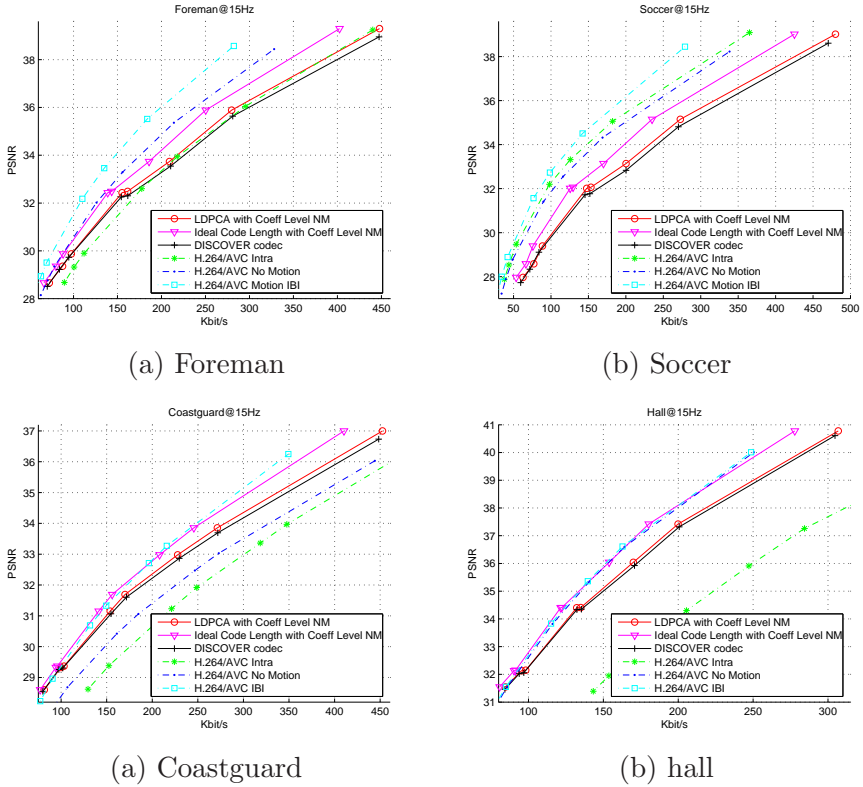 Foreman@15Hz
PSNR
38
36
34
32
30
28
100 150 200 250 300 350 400 450
Kbit/s
LDPCA with Coeff Level NM
Ideal Code Length with Coeff Level NM
DISCOVER codec
H.264/AVC Intra
H.264/AVC No Motion
H.264/AVC Motion IBI
(a) Foreman
Soccer@15Hz
PSNR
38
36
34
32
30
28
50 100 150 200 250 300 350 400 450 500
Kbit/s
LDPCA with Coeff Level NM
Ideal Code Length with Coeff Level NM
DISCOVER codec
H.264/AVC Intra
H.264/AVC No Motion
H.264/AVC Motion IBI
(b) Soccer
Coastguard@15Hz
PSNR
37
36
35
34
33
32
31
30
29
100 150 200 250 300 350 400 450
Kbit/s
LDPCA with Coeff Level NM
Ideal Code Length with Coeff Level NM
DISCOVER codec
H.264/AVC Intra
H.264/AVC No Motion
H.264/AVC IBI
(a) Coastguard
Hall@15Hz
PSNR
41
40
39
38
37
36
35
34
33
32
31
100 150 200 250 300
Kbit/s
LDPCA with Coeff Level NM
Ideal Code Length with Coeff Level NM
DISCOVER codec
H.264/AVC Intra
H.264/AVC No Motion
H.264/AVC IBI
(b) hall